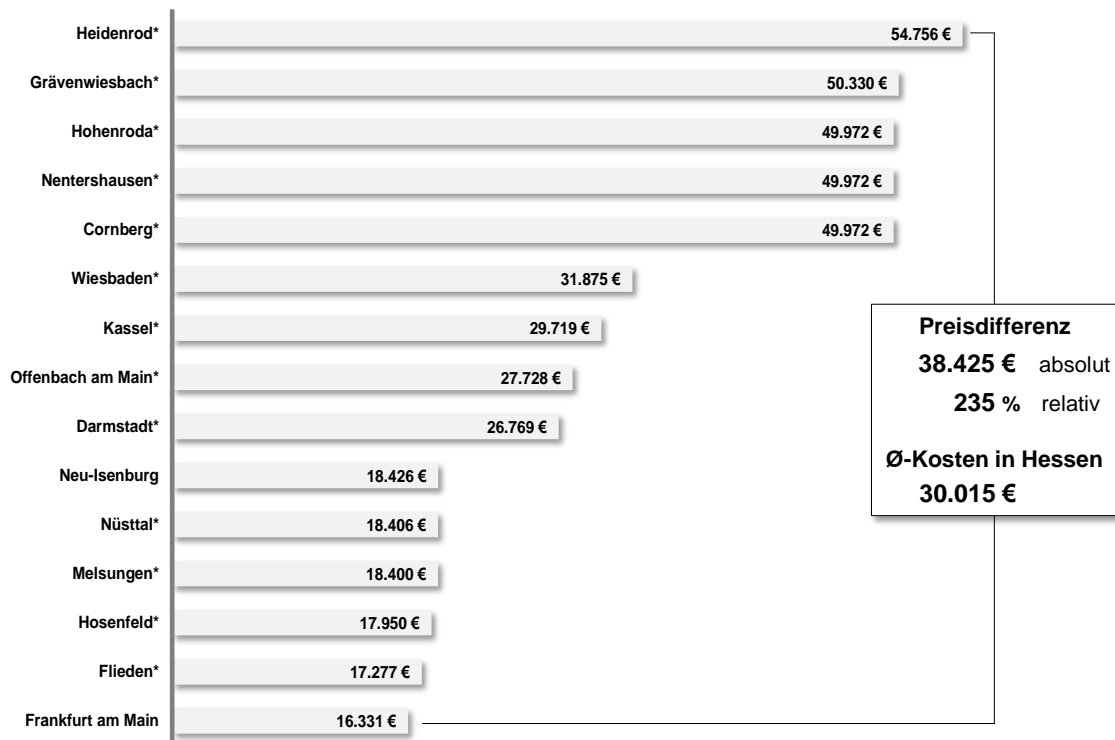 Heidenrod* 54.756 €
Grävenwiesbach* 50.330 €
Hohenroda* 49.972 €
Nentershausen* 49.972 €
Cornberg* 49.972 €
Wiesbaden* 31.875 €
Kassel* 29.719 €
Offenbach am Main* 27.728 €
Darmstadt* 26.769 €
Neu-Isenburg 18.426 €
Nüsttal* 18.406 €
Melsungen* 18.400 €
Hosenfeld* 17.950 €
Flieden* 17.277 €
Frankfurt am Main 16.331 €
Preisdifferenz
38.425 € absolut
235 % relativ
Ø-Kosten in Hessen
30.015 €